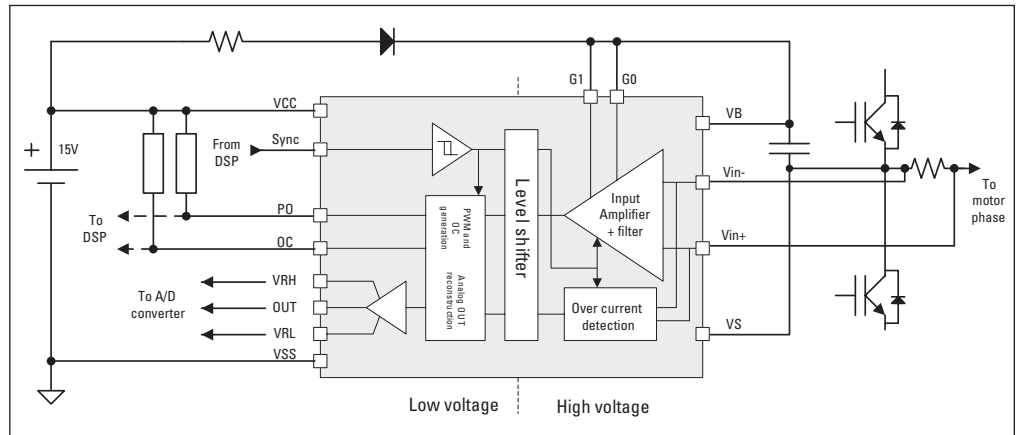 G1
G0
VCC
VB
+
15V
From
DSP
Sync
Vin-
To
motor
phase
Input
Amplifier
+ filter
Level shifter
PWM and
OC
generation
Analog OUT
reconstruction
PO
To
DSP
OC
Vin+
VRH
To A/D
converter
OUT
Over current
detection
VRL
VS
VSS
Low voltage
High voltage